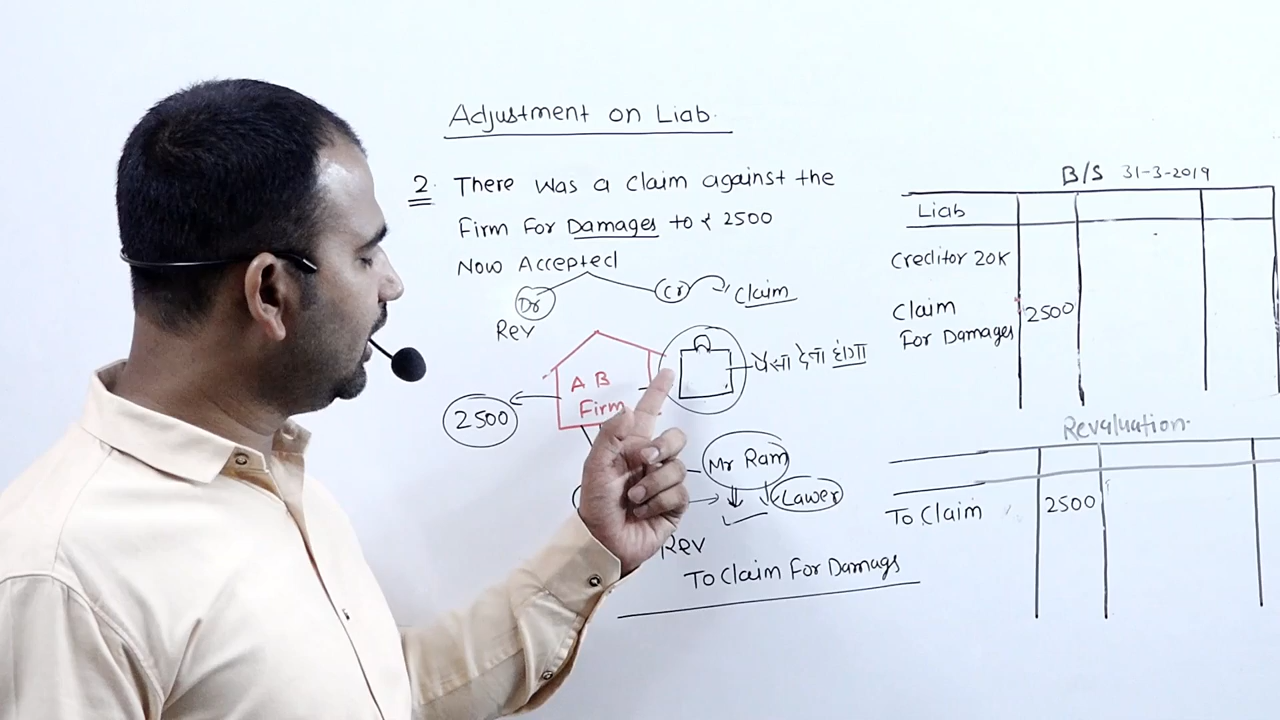 Adjustment on Liab.
2. There was a claim against the
Firm For Damages to ₹ 2500
Now Accepted
Dr
Cr
Claim
Rev
A B
Firm
2500
पैसा देना होगा
Mr Ram
Lawer
Rev
To Claim For Damags
B/S 31-3-2019
Liab
Creditor 20K
Claim
For Damages
2500
Revaluation
To Claim 2500